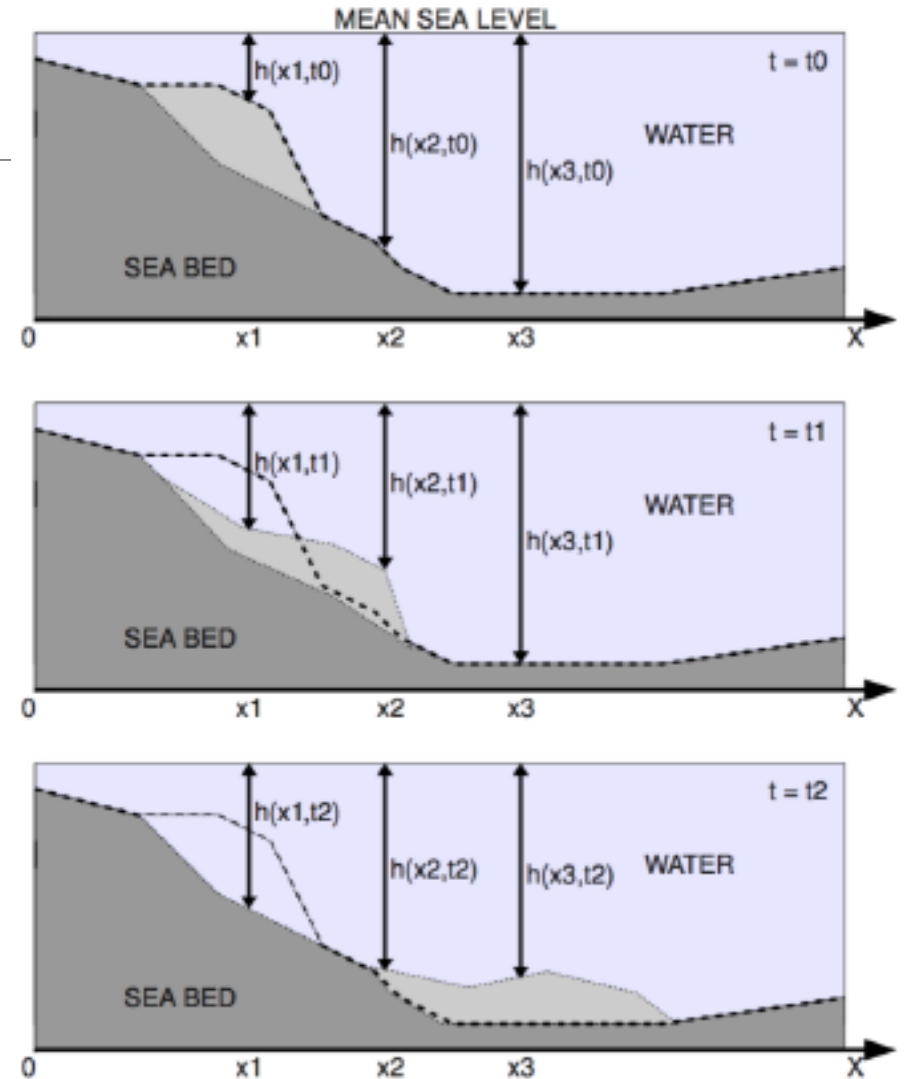 MEAN SEA LEVEL
t = t0
h(x1,t0)
h(x2,t0)
WATER
h(x3,t0)
SEA BED
0 x1 x2 x3 X
t = t1
h(x1,t1)
h(x2,t1)
WATER
h(x3,t1)
SEA BED
0 x1 x2 x3 X
t = t2
h(x1,t2)
h(x2,t2)
h(x3,t2)
WATER
SEA BED
0 x1 x2 x3 X